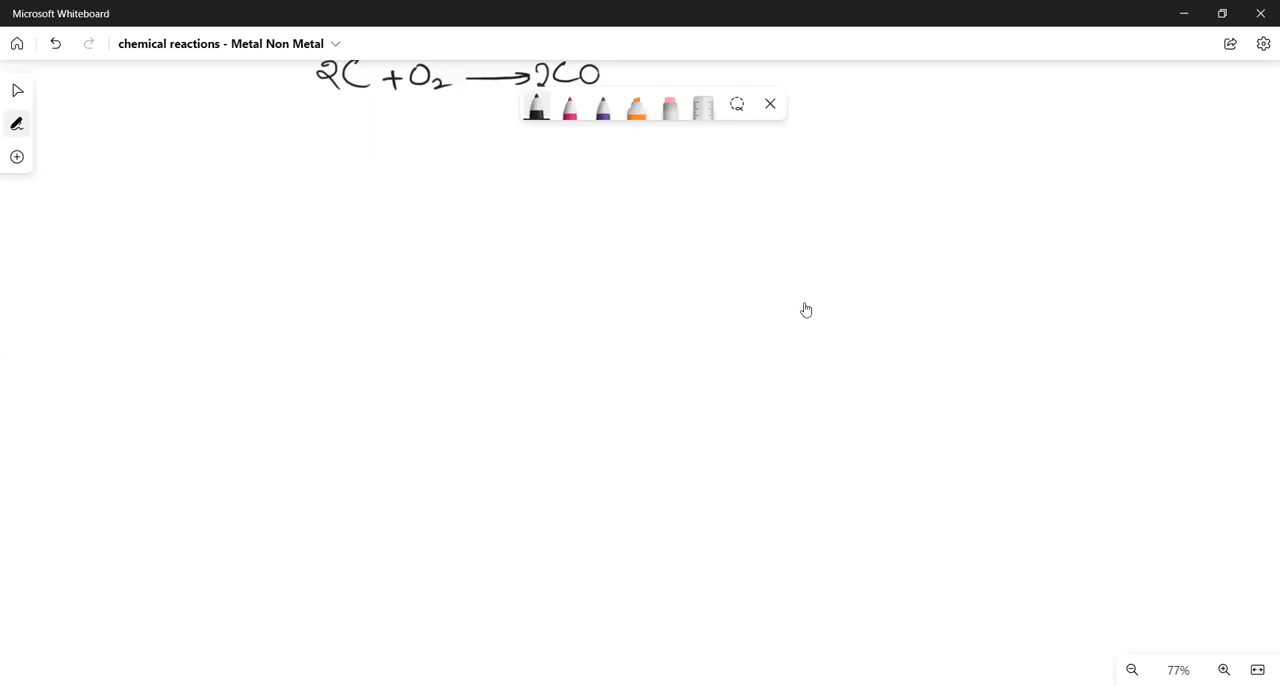 Microsoft Whiteboard
chemical reactions - Metal Non Metal
2C + O₂ ⟶ 2CO
77%